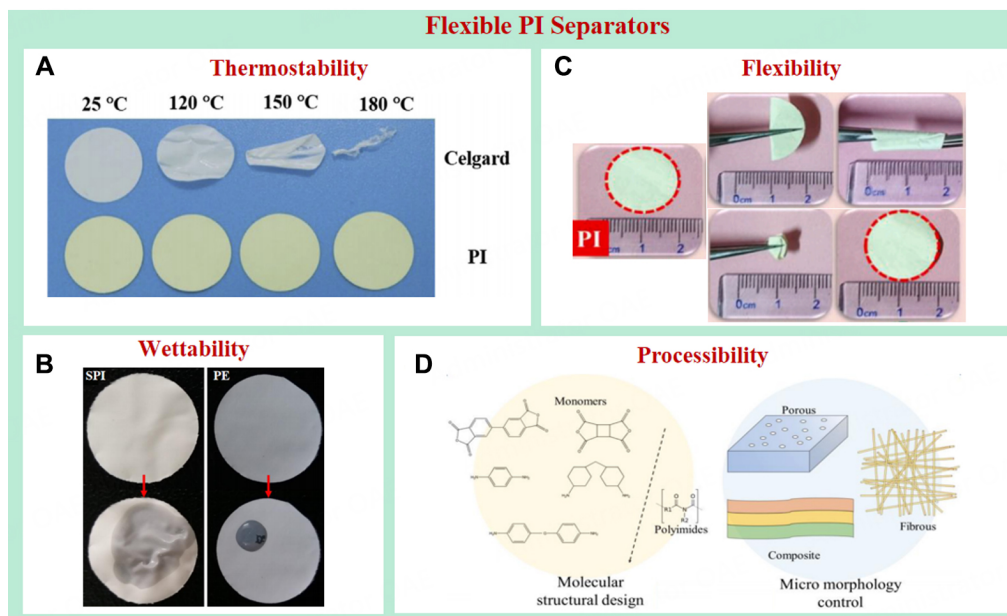 Flexible PI Separators
A
Thermostability
25 °C 120 °C 150 °C 180 °C
Celgard
PI
C
Flexibility
PI
0cm 1 2
0cm 1 2
0cm 1 2
0cm 1 2
0cm 1 2
B
Wettability
SPI
PE
D
Processibility
Monomers
Polyimides
R1
N
R2
O
O
Molecular
structural design
Porous
Fibrous
Composite
Micro morphology
control